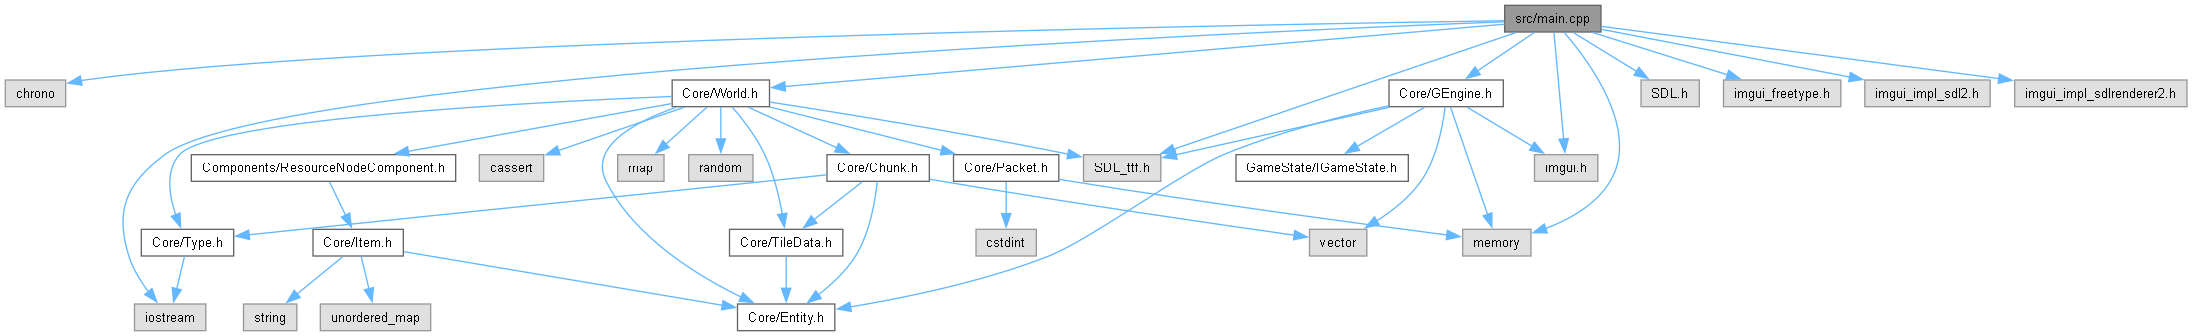 src/main.cpp
chrono
Core/World.h
Core/GEngine.h
SDL.h
imgui_freetype.h
imgui_impl_sdl2.h
imgui_impl_sdlrenderer2.h
Components/ResourceNodeComponent.h
cassert
map
random
Core/Chunk.h
Core/Packet.h
SDL_ttf.h
GameState/IGameState.h
imgui.h
Core/Type.h
Core/Item.h
Core/TileData.h
cstdint
vector
memory
iostream
string
unordered_map
Core/Entity.h